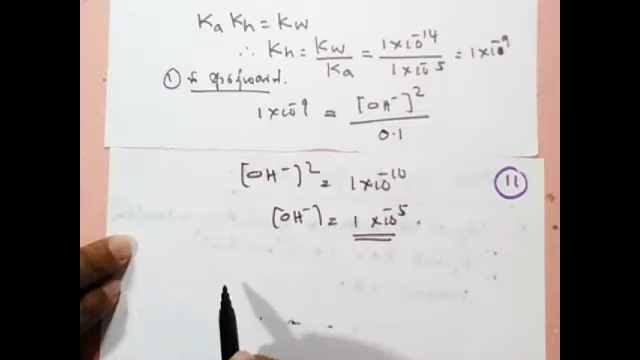 Ka Kh = Kw
∴ Kh = Kw/Ka = 1×10⁻¹⁴/1×10⁻⁵ = 1×10⁻⁹
①
1×10⁻⁹ = [OH⁻]²/0.1
[OH⁻]² = 1×10⁻¹⁰
11
[OH⁻] = 1×10⁻⁵.